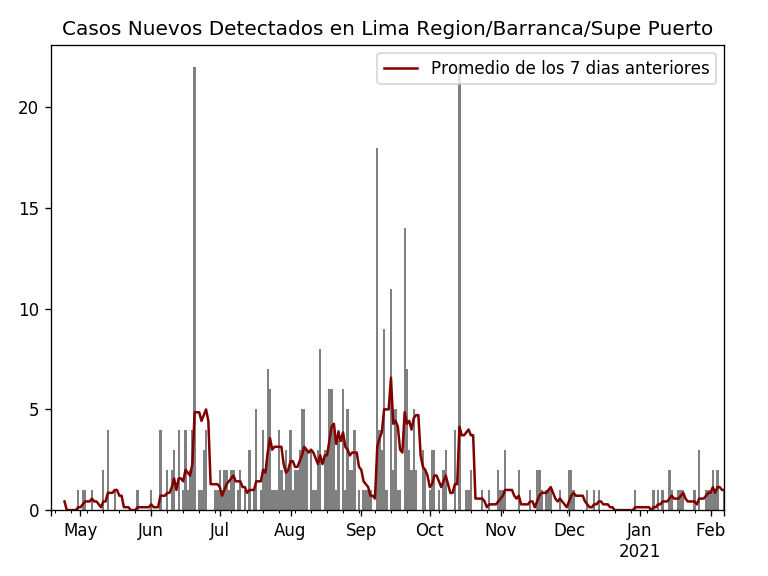 Casos Nuevos Detectados en Lima Region/Barranca/Supe Puerto
Promedio de los 7 dias anteriores
20
15
10
5
0
May Jun Jul Aug Sep Oct Nov Dec Jan Feb
2021